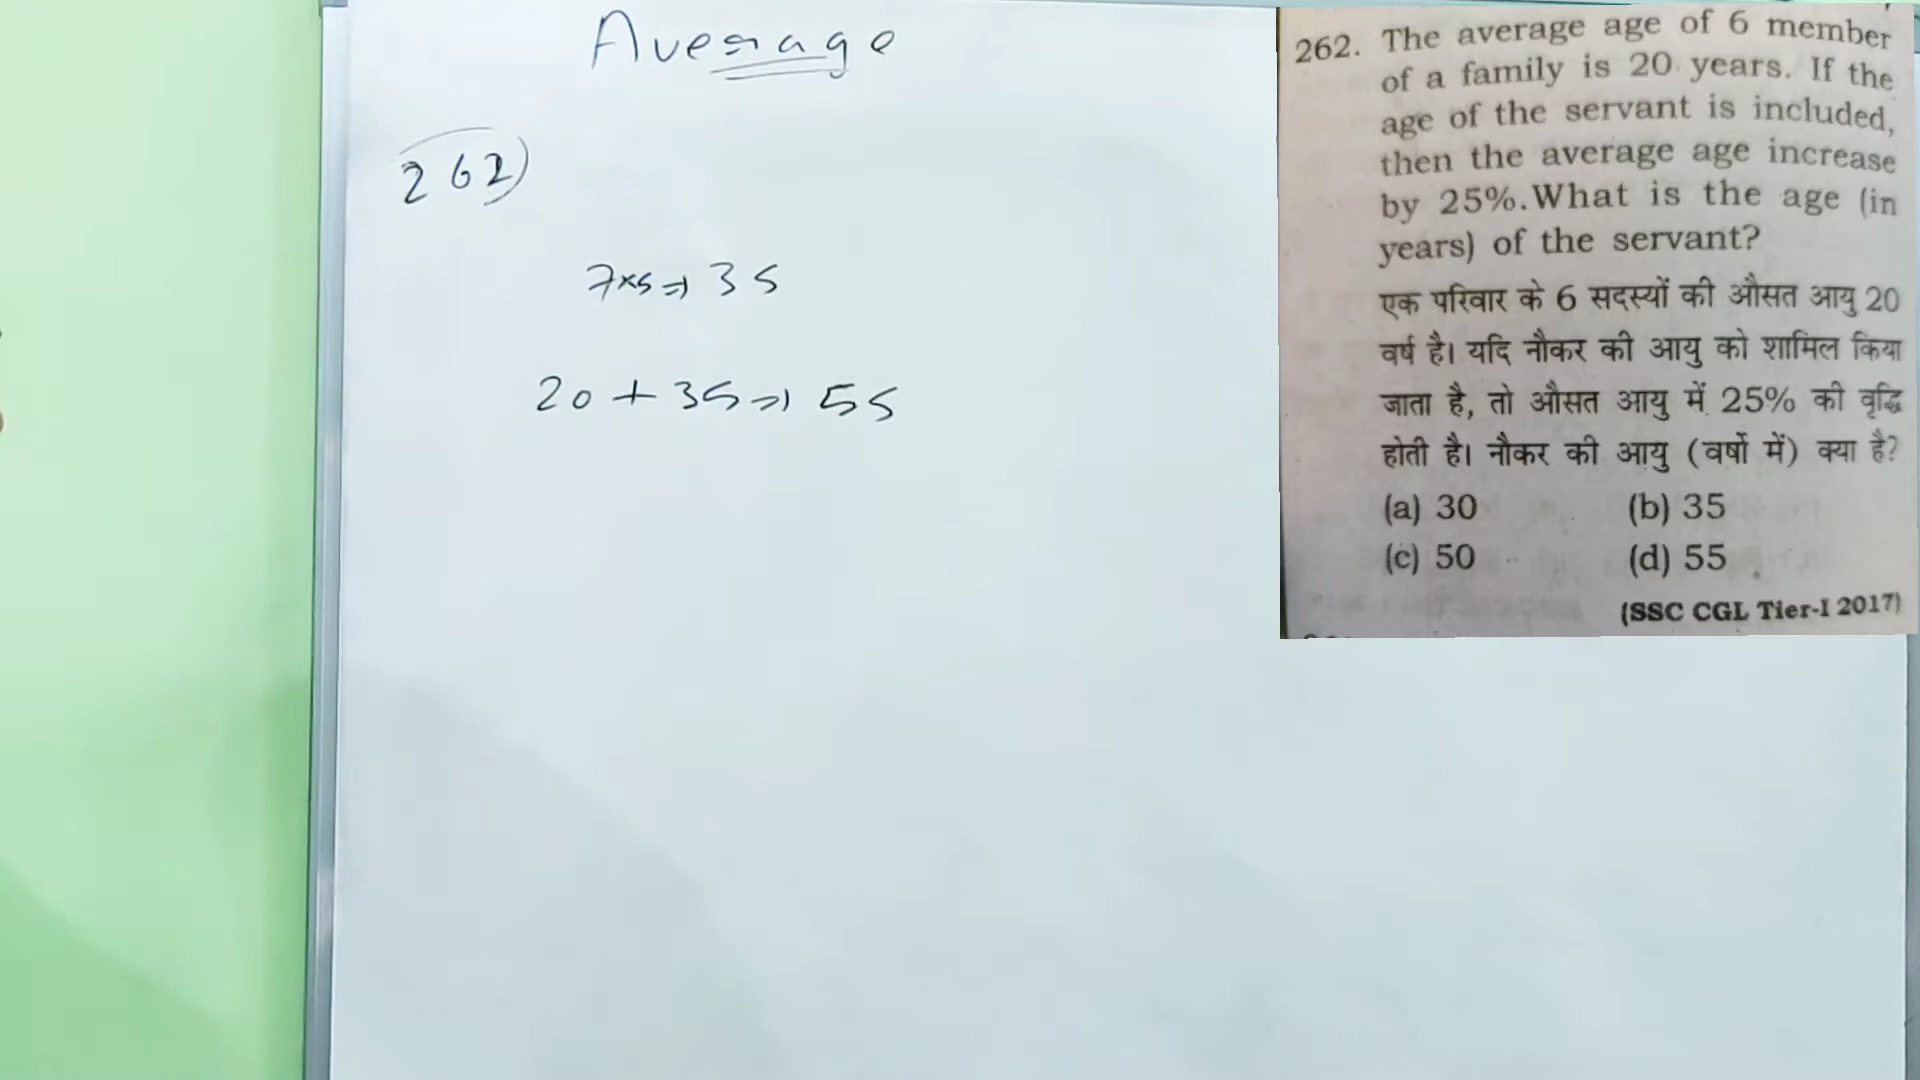 Average
262)
7×5⇒35
20+35⇒55
262. The average age of 6 member
of a family is 20 years. If the
age of the servant is included,
then the average age increase
by 25%.What is the age (in
years) of the servant?
एक परिवार के 6 सदस्यों की औसत आयु 20
वर्ष है। यदि नौकर की आयु को शामिल किया
जाता है, तो औसत आयु में 25% की वृद्धि
होती है। नौकर की आयु (वर्षो में) क्या है?
(a) 30 (b) 35
(c) 50 (d) 55
(SSC CGL Tier-I 2017)